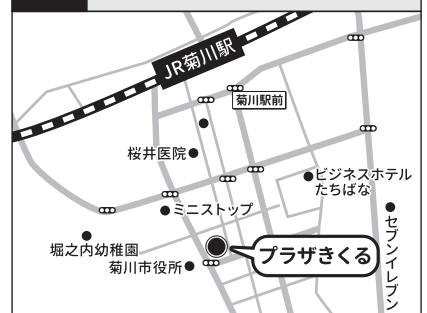 JR菊川駅
菊川駅前
桜井医院
ビジネスホテル
たちばな
ミニストップ
セブンイレブン
堀之内幼稚園
プラザきくる
菊川市役所